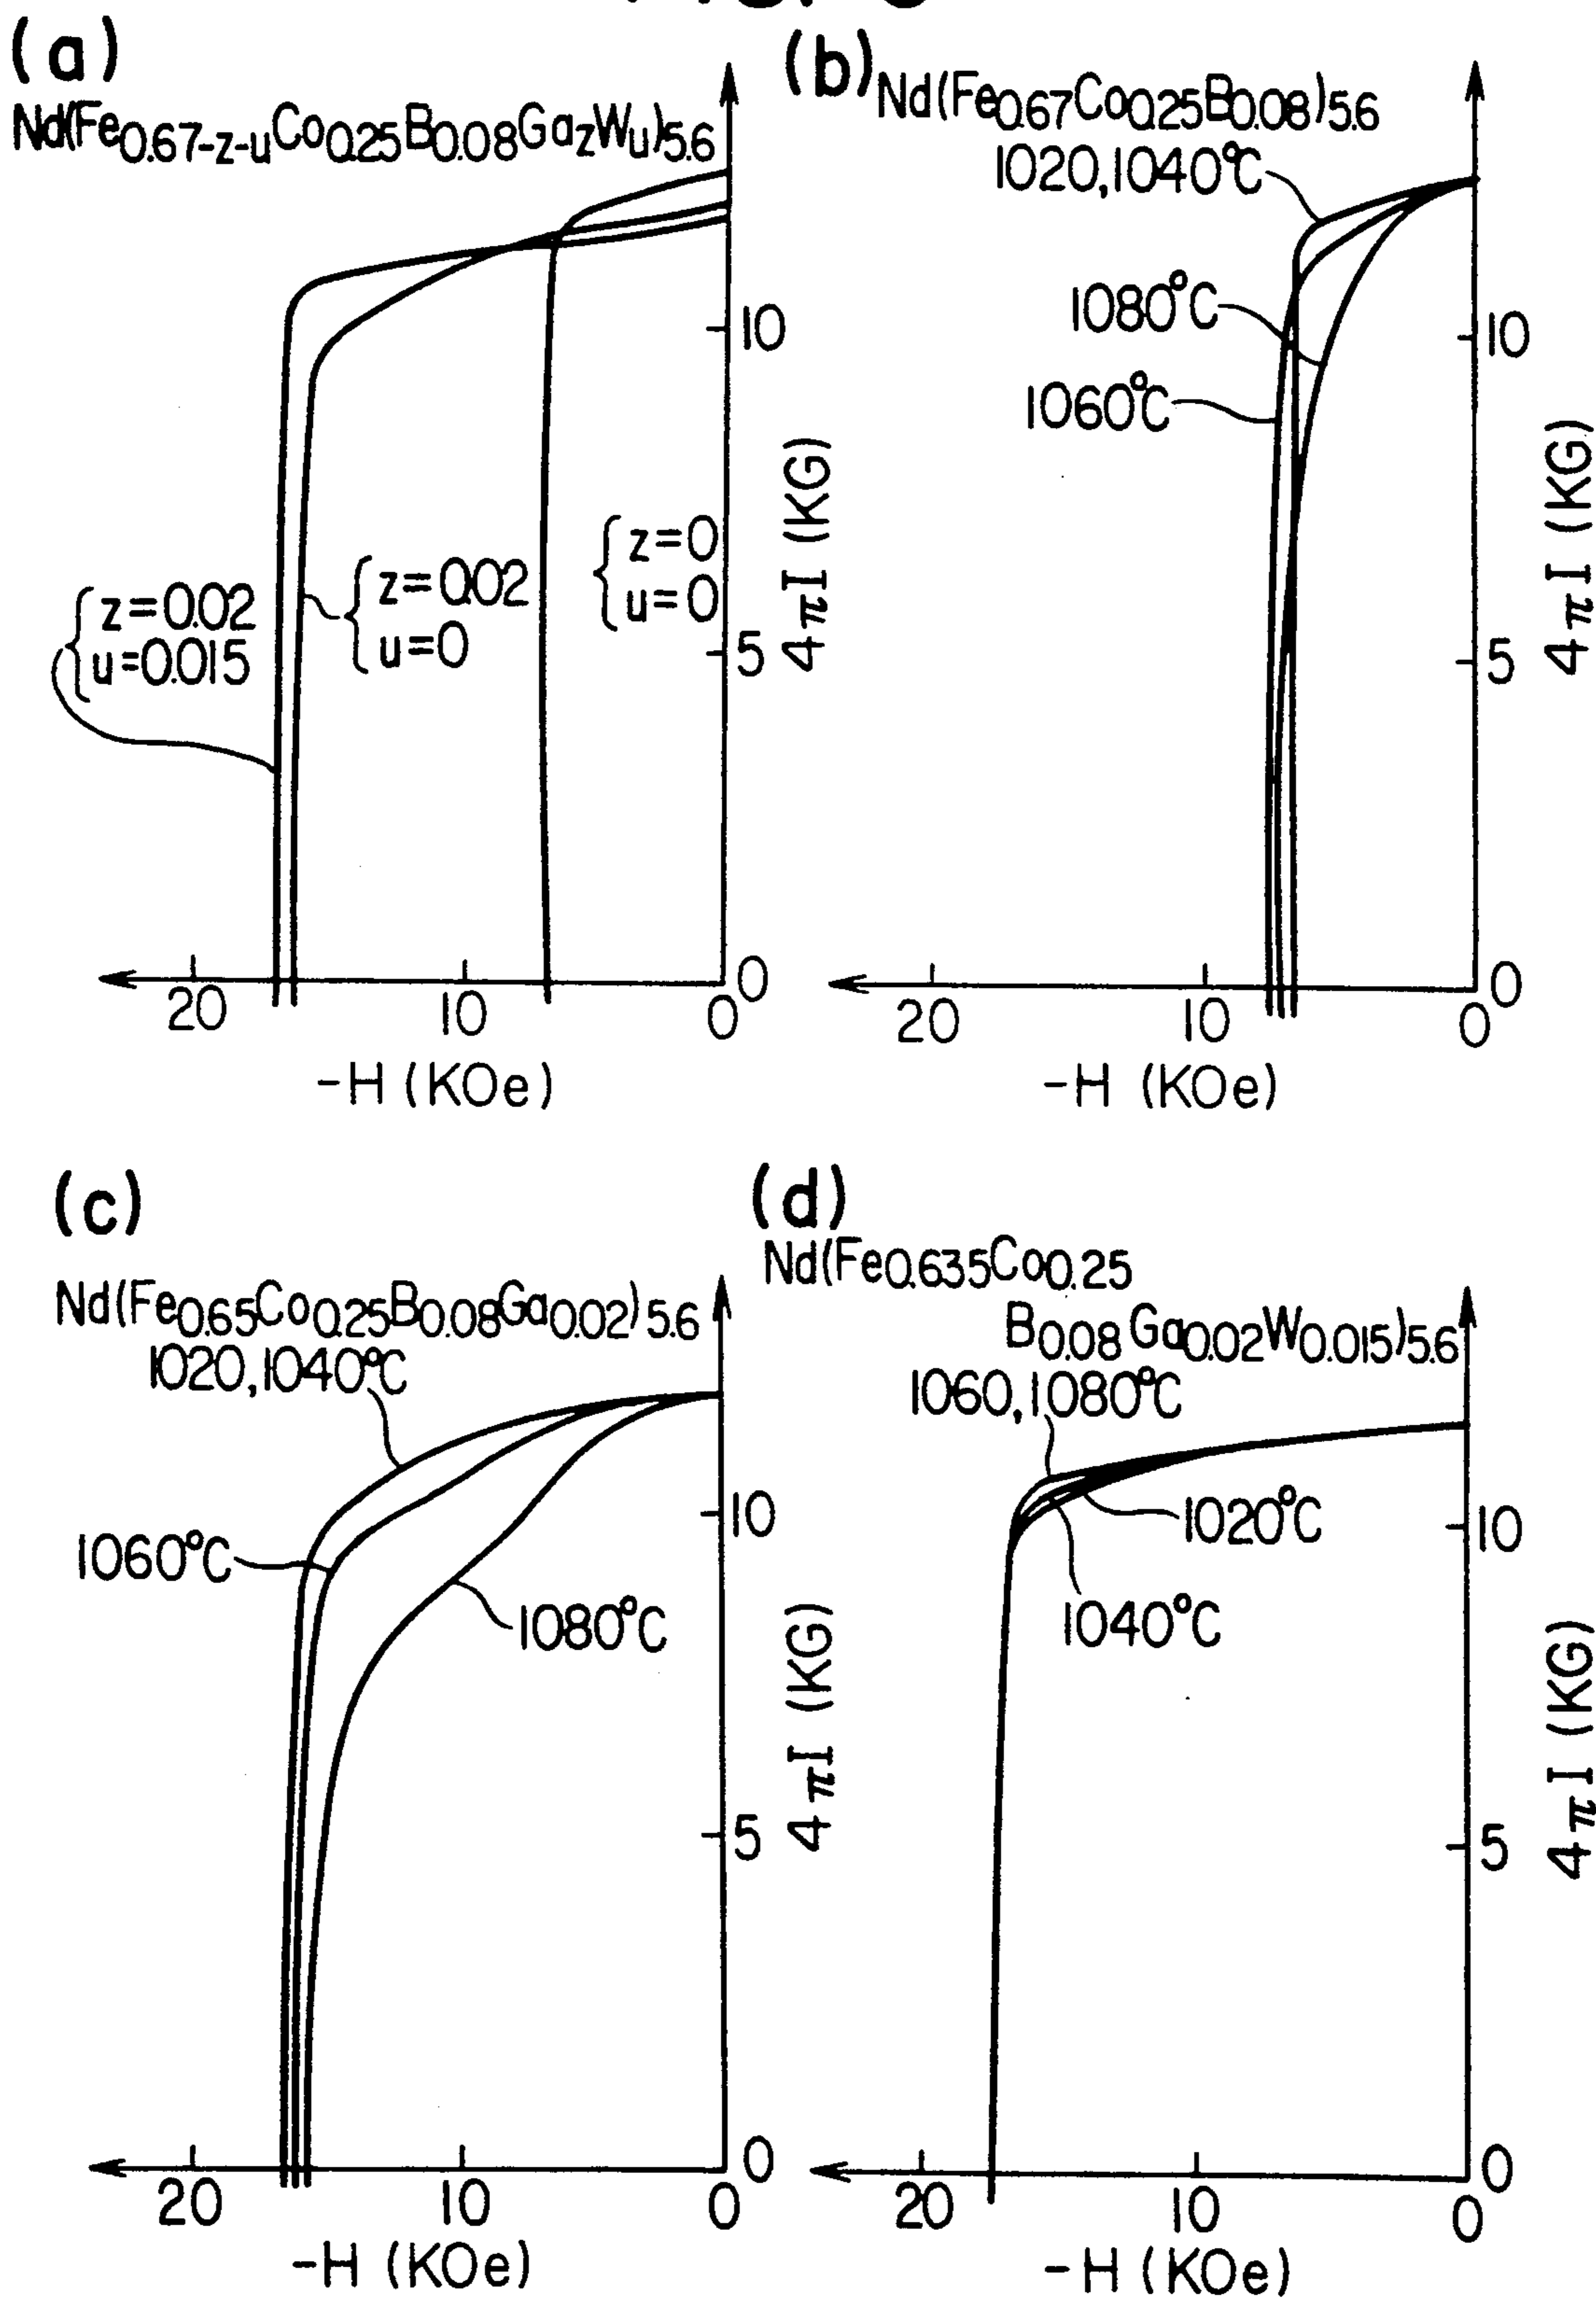 (a)
Nd(Fe0.67-z-uCo0.25B0.08GazWu)5.6
10
5
0
4πI (KG)
z=0
u=0
z=0.02
u=0
z=0.02
u=0.015
20
10
0
-H (KOe)
(b)
Nd(Fe0.67Co0.25B0.08)5.6
1020,1040°C
1080°C
1060°C
10
5
0
4πI (KG)
20
10
0
-H (KOe)
(c)
Nd(Fe0.65Co0.25B0.08Ga0.02)5.6
1020,1040°C
1060°C
1080°C
10
5
0
4πI (KG)
20
10
0
-H (KOe)
(d)
Nd(Fe0.635Co0.25
B0.08Ga0.02W0.015)5.6
1060,1080°C
1020°C
1040°C
10
5
0
4πI (KG)
20
10
0
-H (KOe)